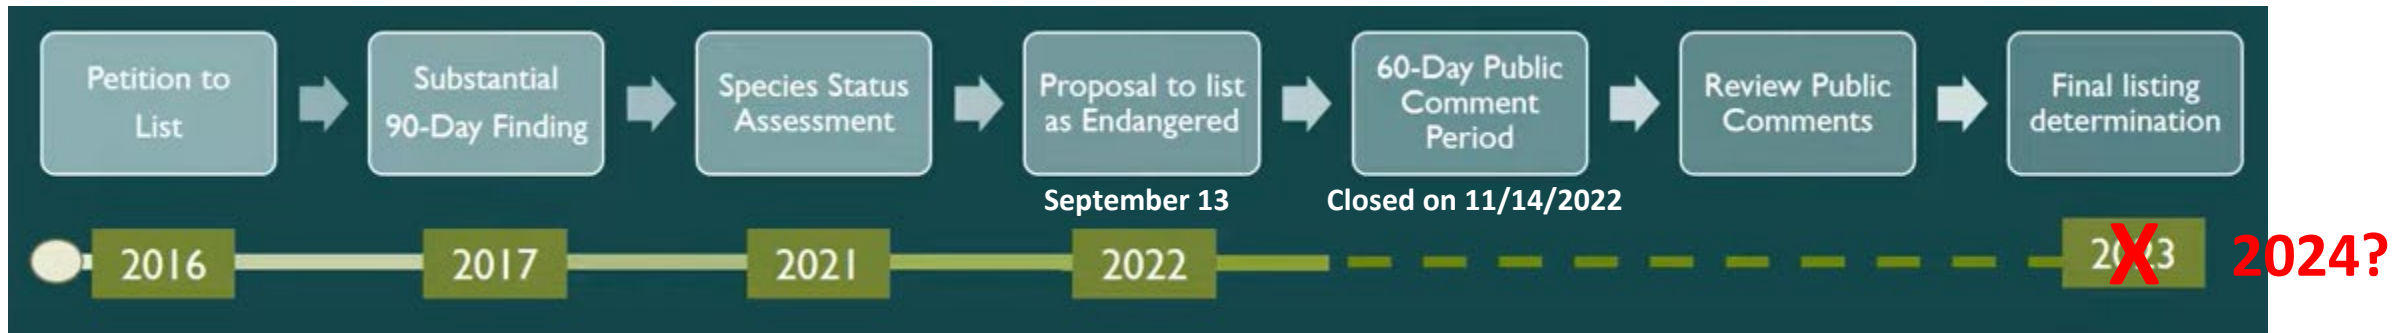 Petition to
List
Substantial
90-Day Finding
Species Status
Assessment
Proposal to list
as Endangered
60-Day Public
Comment
Period
Review Public
Comments
Final listing
determination
September 13
Closed on 11/14/2022
2016
2017
2021
2022
2023
X
2024?